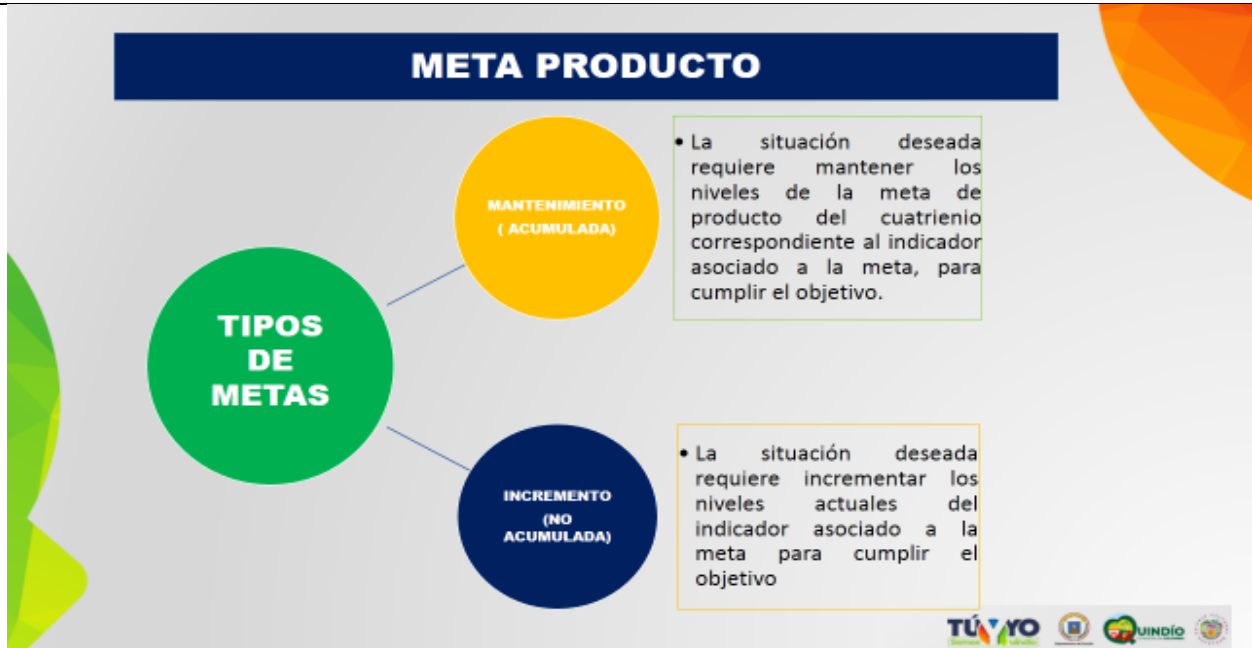 META PRODUCTO
MANTENIMIENTO
( ACUMULADA)
• La situación deseada
requiere mantener los
niveles de la meta de
producto del cuatrienio
correspondiente al indicador
asociado a la meta, para
cumplir el objetivo.
TIPOS
DE
METAS
INCREMENTO
(NO
ACUMULADA)
• La situación deseada
requiere incrementar los
niveles actuales del
indicador asociado a la
meta para cumplir el
objetivo
TÚ Y YO
QUINDÍO